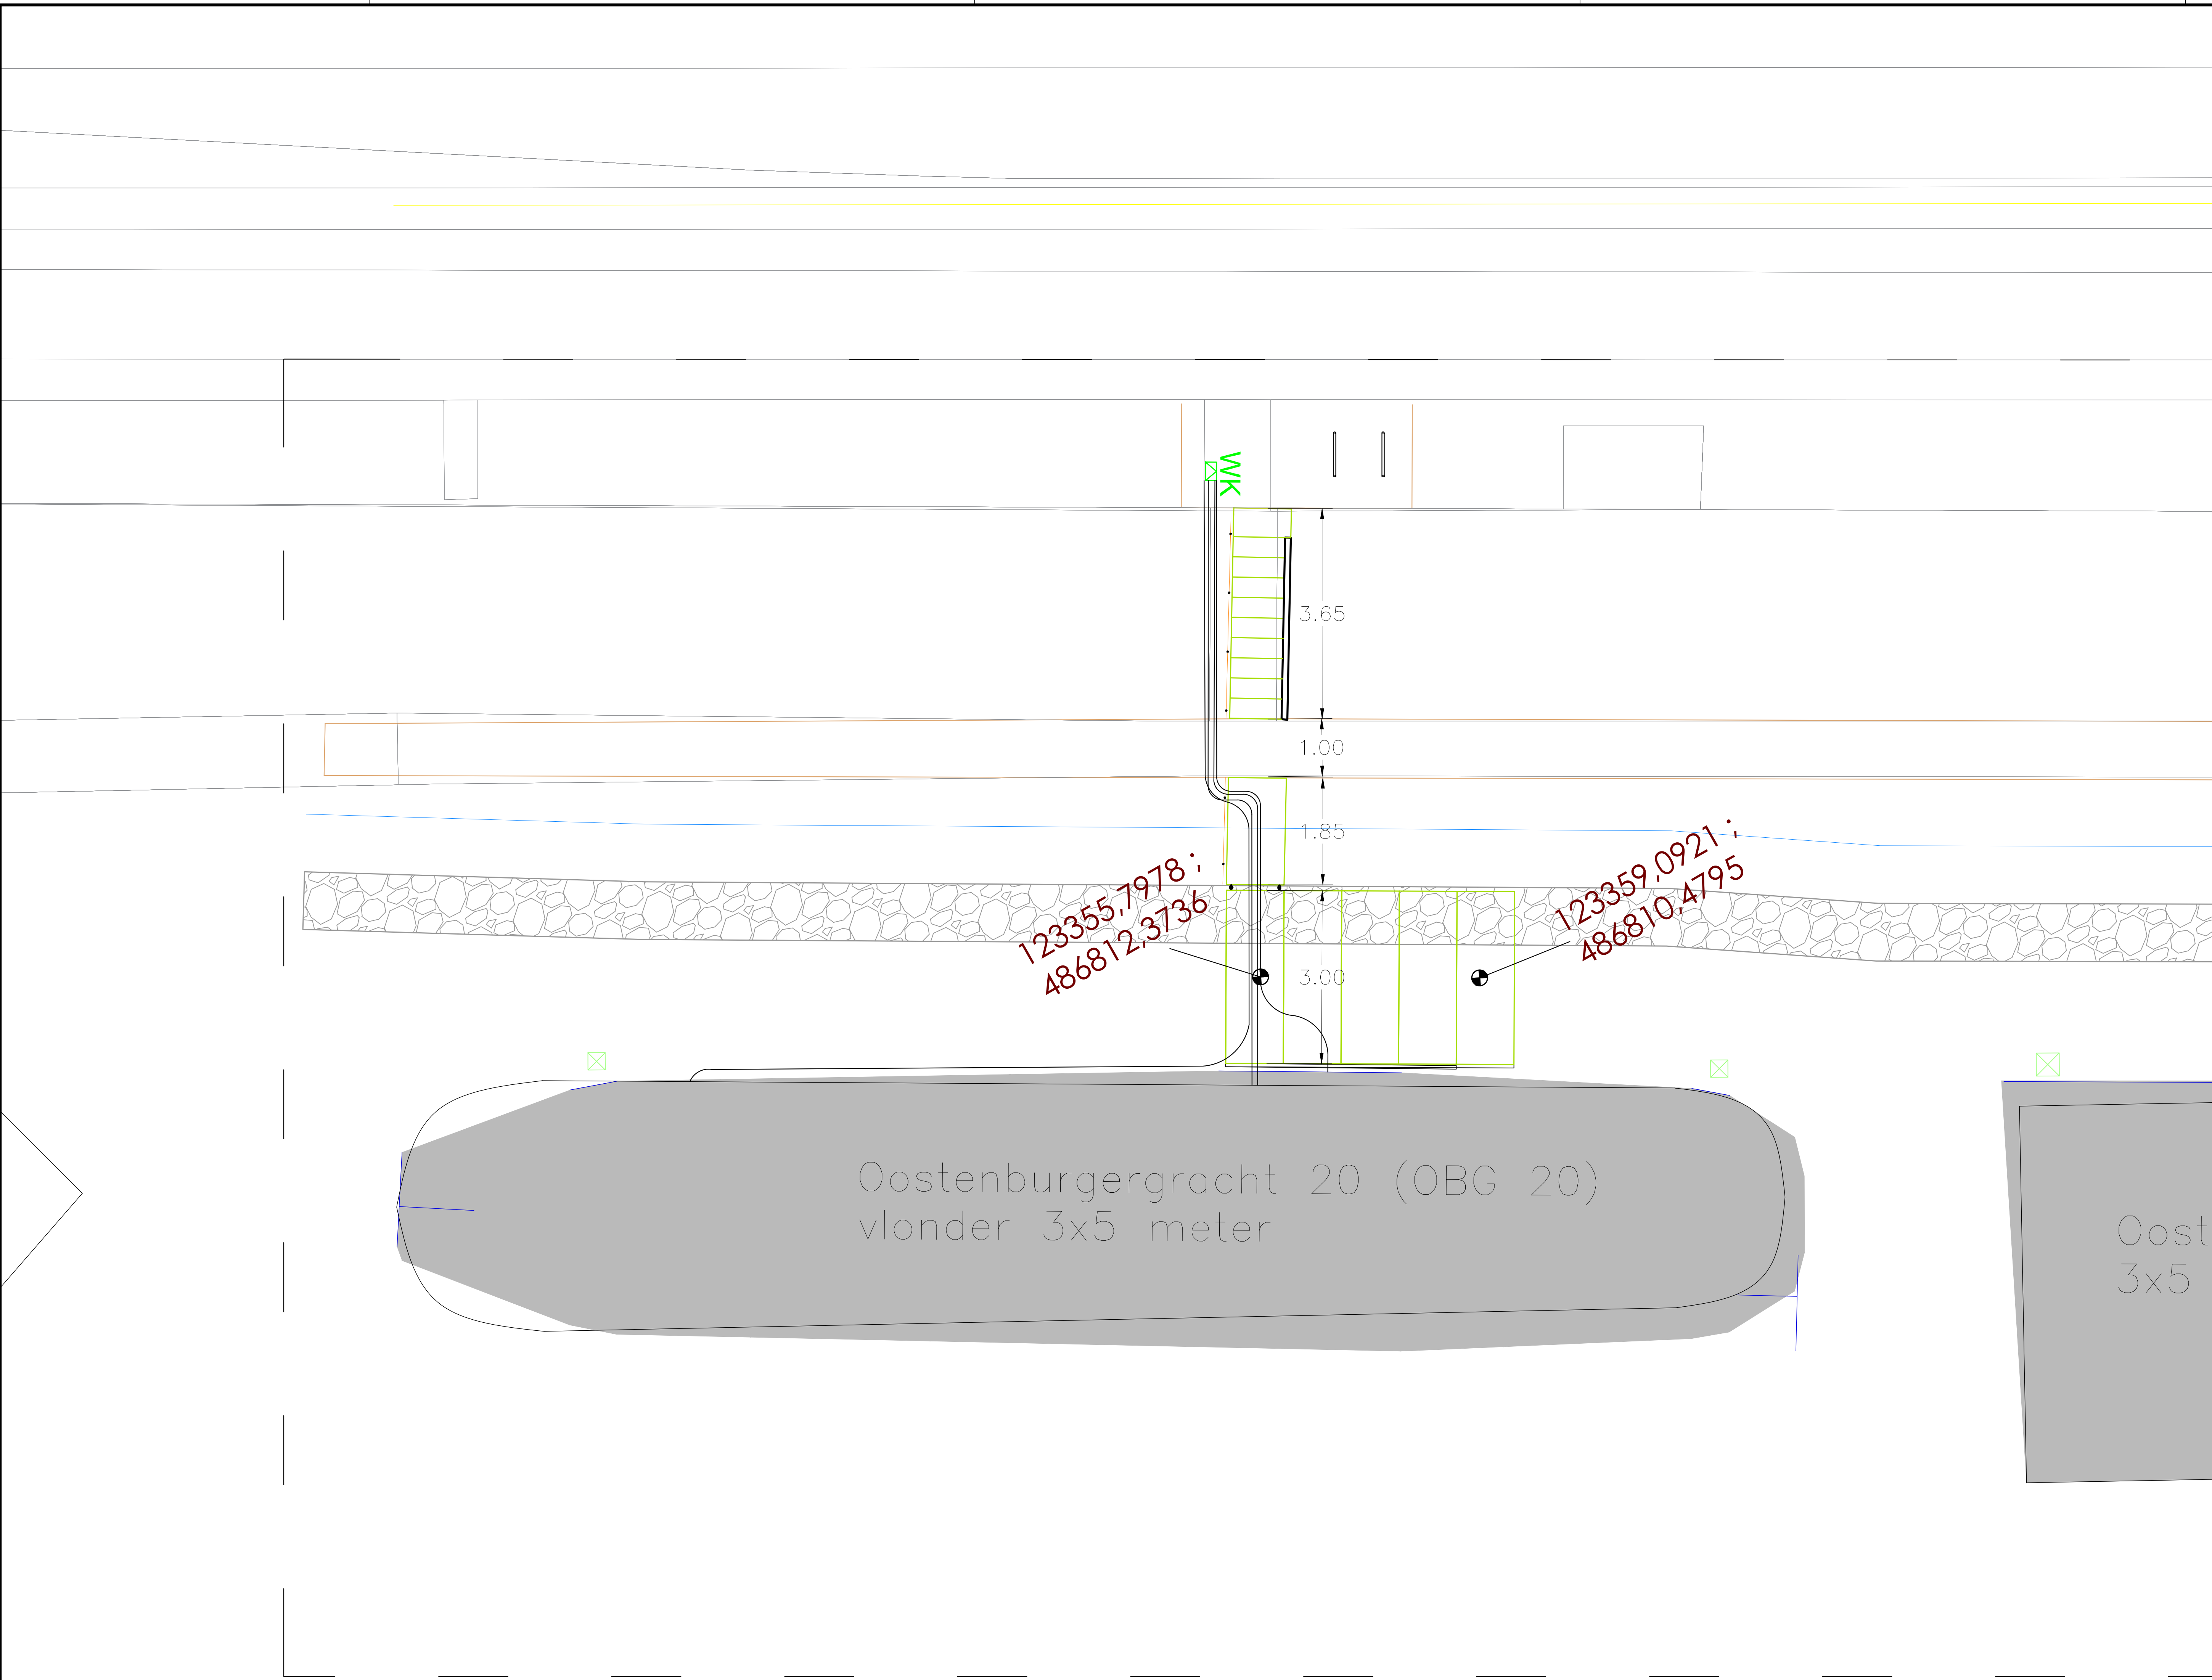 WK
3.65
1.00
1.85
123355,7978 ;
486812,3736
123359,0921 ;
486810,4795
3.00
Oostenburgergracht 20 (OBG 20)
vlonder 3x5 meter
Oost
3x5